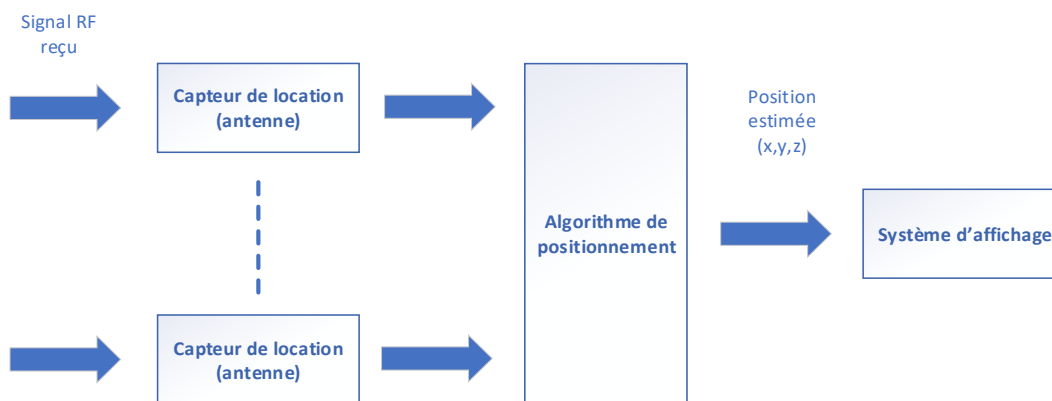 Signal RF
reçu
Capteur de location
(antenne)
Position
estimée
(x,y,z)
Algorithme de
positionnement
Système d’affichage
Capteur de location
(antenne)